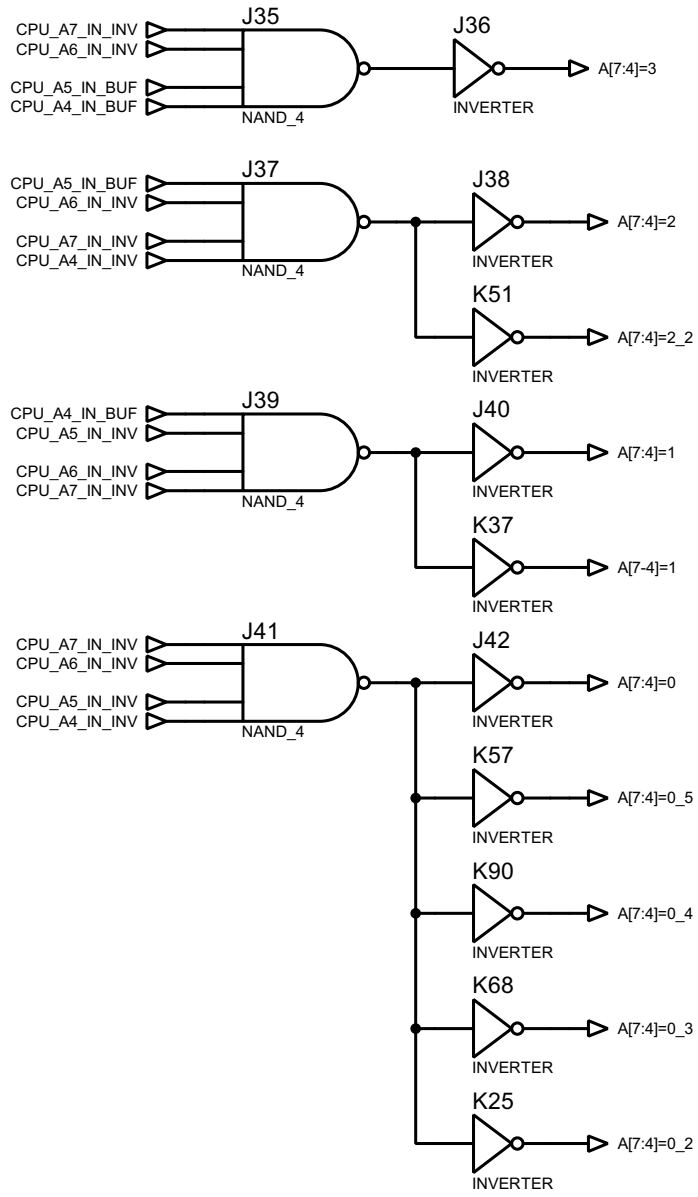 J35
CPU_A7_IN_INV
CPU_A6_IN_INV
CPU_A5_IN_BUF
CPU_A4_IN_BUF
NAND_4
J36
INVERTER
A[7:4]=3
J37
CPU_A5_IN_BUF
CPU_A6_IN_INV
CPU_A7_IN_INV
CPU_A4_IN_INV
NAND_4
J38
INVERTER
A[7:4]=2
K51
INVERTER
A[7:4]=2_2
J39
CPU_A4_IN_BUF
CPU_A5_IN_INV
CPU_A6_IN_INV
CPU_A7_IN_INV
NAND_4
J40
INVERTER
A[7:4]=1
K37
INVERTER
A[7-4]=1
J41
CPU_A7_IN_INV
CPU_A6_IN_INV
CPU_A5_IN_INV
CPU_A4_IN_INV
NAND_4
J42
INVERTER
A[7:4]=0
K57
INVERTER
A[7:4]=0_5
K90
INVERTER
A[7:4]=0_4
K68
INVERTER
A[7:4]=0_3
K25
INVERTER
A[7:4]=0_2